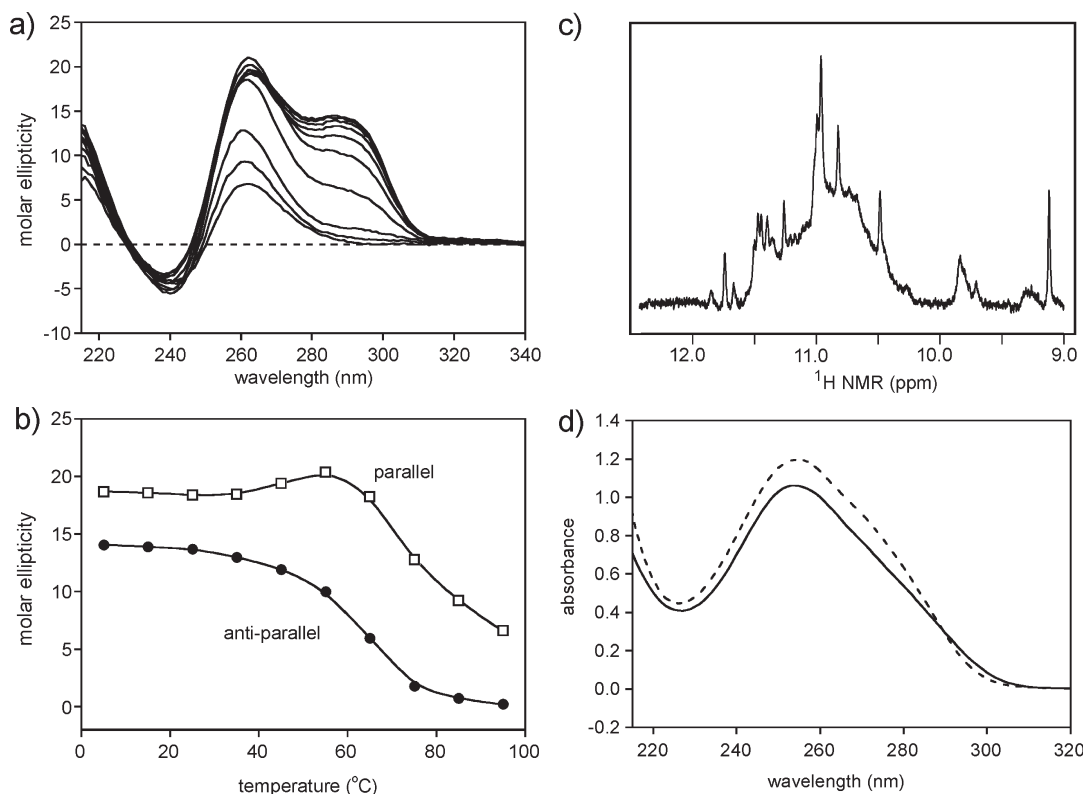 a)
25
20
15
10
5
0
-5
-10
molar ellipticity
220 240 260 280 300 320 340
wavelength (nm)
c)
12.0 11.0 10.0 9.0
1H NMR (ppm)
b)
25
20
15
10
5
0
molar ellipticity
parallel
anti-parallel
0 20 40 60 80 100
temperature (°C)
d)
1.4
1.2
1.0
0.8
0.6
0.4
0.2
0.0
-0.2
absorbance
220 240 260 280 300 320
wavelength (nm)